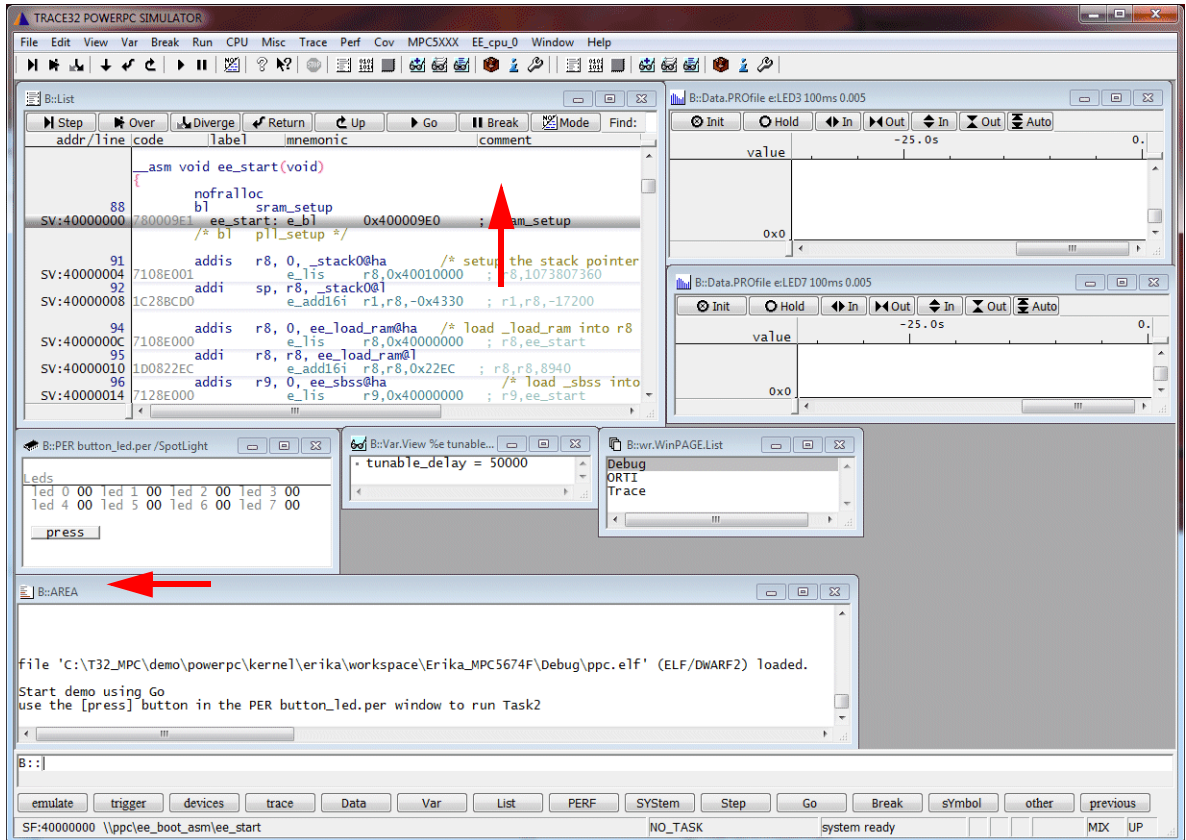 TRACE32 POWERPC SIMULATOR
File Edit View Var Break Run CPU Misc Trace Perf Cov MPC5XXX EE_cpu_0 Window Help
B::List
Step Over Diverge Return Up Go Break Mode Find:
addr/line code label mnemonic comment
__asm void ee_start(void)
{
nofralloc
88 bl sram_setup
SV:40000000 780009E1 ee_start: e_bl 0x400009E0 ; am_setup
/* bl pll_setup */
91 addis r8, 0, _stack0@ha /* setup the stack pointer
SV:40000004 7108E001 e_lis r8,0x40010000 ; r8,1073807360
92 addi sp, r8, _stack0@l
SV:40000008 1C28BCD0 e_add16i r1,r8,-0x4330 ; r1,r8,-17200
94 addis r8, 0, ee_load_ram@ha /* load _load_ram into r8
SV:4000000C 7108E000 e_lis r8,0x40000000 ; r8,ee_start
95 addi r8, r8, ee_load_ram@l
SV:40000010 1D0822EC e_add16i r8,r8,0x22EC ; r8,r8,8940
96 addis r9, 0, ee_sbss@ha /* load _sbss into
SV:40000014 7128E000 e_lis r9,0x40000000 ; r9,ee_start
B::Data.PROfile e:LED3 100ms 0.005
Init Hold In Out In Out Auto
-25.0s 0.
value
0x0
B::Data.PROfile e:LED7 100ms 0.005
Init Hold In Out In Out Auto
-25.0s 0.
value
0x0
B::PER button_led.per /SpotLight
Leds
led 0 00 led 1 00 led 2 00 led 3 00
led 4 00 led 5 00 led 6 00 led 7 00
press
B::Var.View %e tunable...
tunable_delay = 50000
B::wr.WinPAGE.List
Debug
ORTI
Trace
B::AREA
file 'C:\T32_MPC\demo\powerpc\kernel\erika\workspace\Erika_MPC5674F\Debug\ppc.elf' (ELF/DWARF2) loaded.
Start demo using Go
use the [press] button in the PER button_led.per window to run Task2
B::
emulate trigger devices trace Data Var List PERF SYStem Step Go Break sYmbol other previous
SF:40000000 \\ppc\ee_boot_asm\ee_start NO_TASK system ready MIX UP